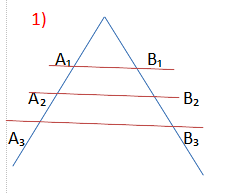 1)
A₁ B₁
A₂ B₂
A₃ B₃